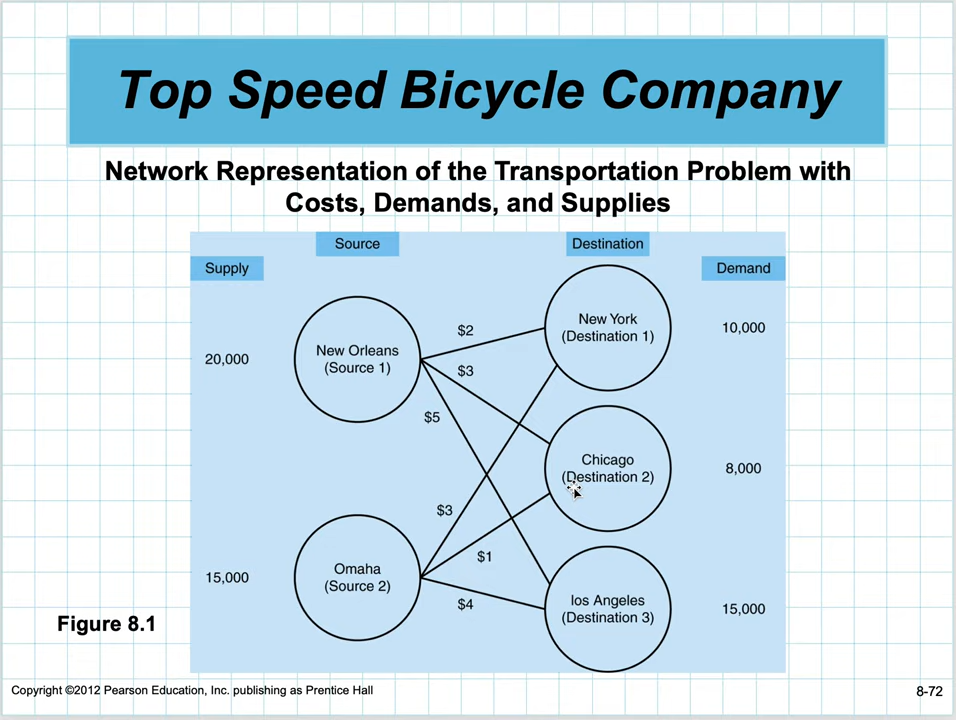 Top Speed Bicycle Company
Network Representation of the Transportation Problem with
Costs, Demands, and Supplies
Source
Destination
Supply
Demand
New Orleans
(Source 1)
20,000
$2
$3
$5
New York
(Destination 1)
10,000
Chicago
(Destination 2)
8,000
Omaha
(Source 2)
15,000
$3
$1
$4
los Angeles
(Destination 3)
15,000
Figure 8.1
Copyright ©2012 Pearson Education, Inc. publishing as Prentice Hall
8-72